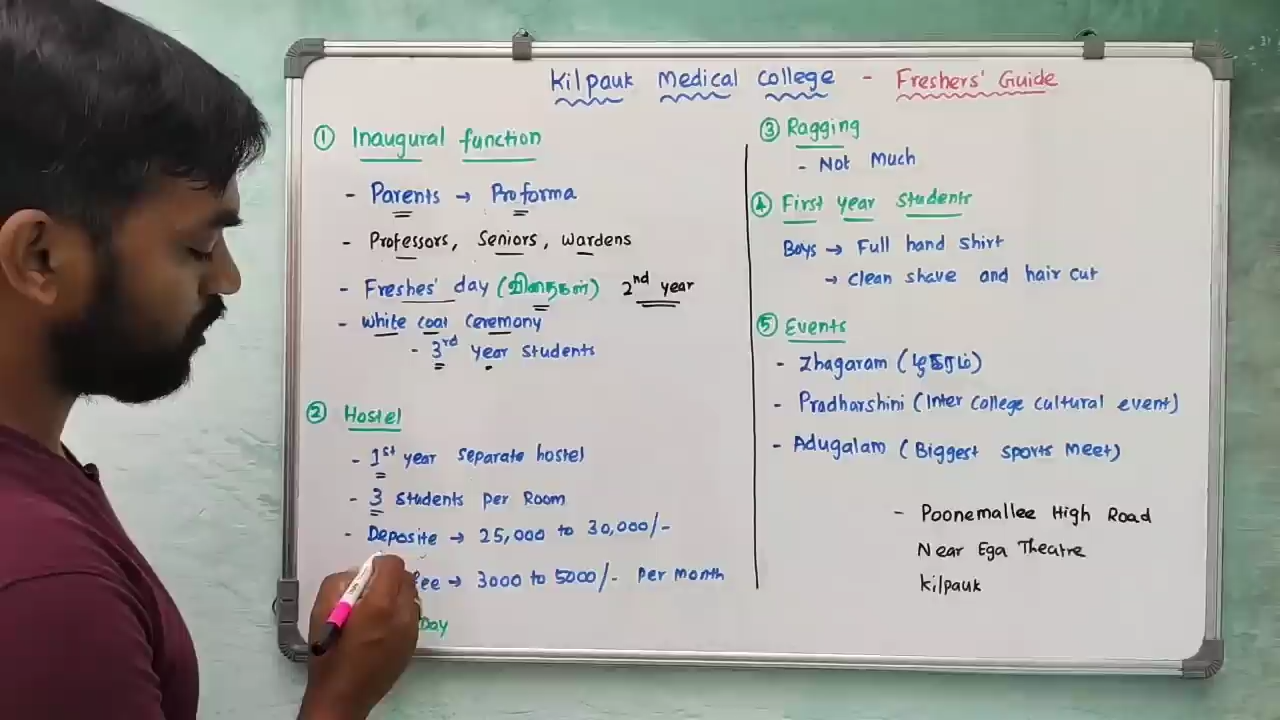 Kilpauk Medical College - Freshers' Guide
① Inaugural function
- Parents → Proforma
- Professors, Seniors, Wardens
- Freshes' day (விதைகள்) 2nd year
- White coat ceremony
- 3rd year students
② Hostel
- 1st year separate hostel
- 3 students per Room
- Deposite → 25,000 to 30,000/-
fee → 3000 to 5000/- per month
Day
③ Ragging
- Not Much
④ First year students
Boys → Full hand shirt
→ clean shave and hair cut
⑤ Events
- Zhagaram (ழகரம்)
- Pradharshini (Inter college cultural event)
- Adugalam (Biggest sports meet)
- Poonemallee High Road
Near Ega Theatre
Kilpauk